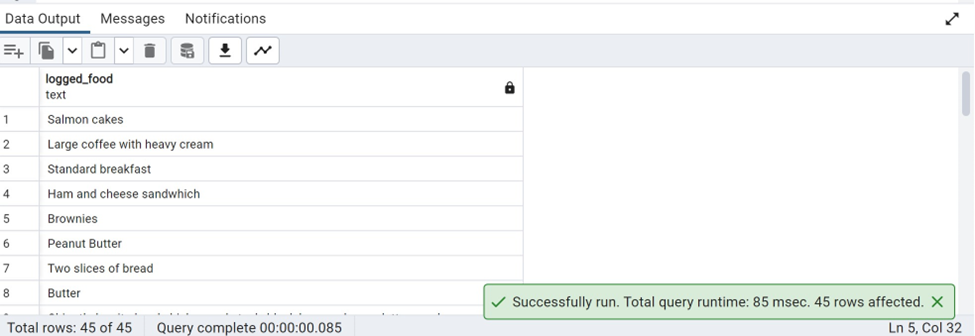 Data Output Messages Notifications
logged_food
text
1 Salmon cakes
2 Large coffee with heavy cream
3 Standard breakfast
4 Ham and cheese sandwhich
5 Brownies
6 Peanut Butter
7 Two slices of bread
8 Butter
Successfully run. Total query runtime: 85 msec. 45 rows affected.
Total rows: 45 of 45 Query complete 00:00:00.085 Ln 5, Col 32